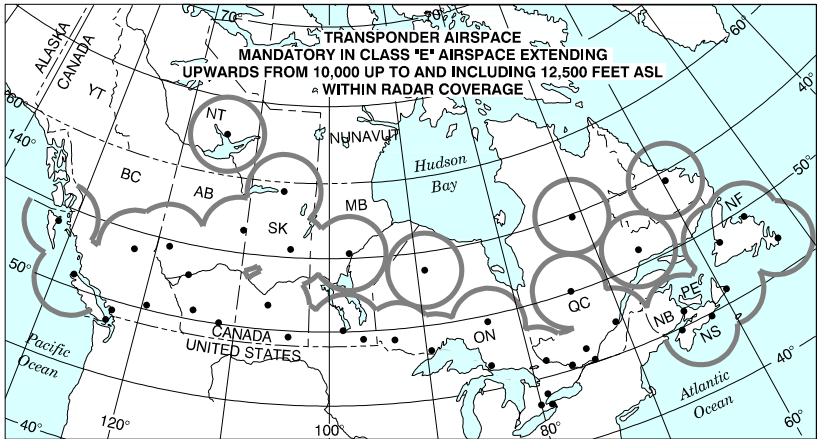 70°
70°
TRANSPONDER AIRSPACE
MANDATORY IN CLASS "E" AIRSPACE EXTENDING
UPWARDS FROM 10,000 UP TO AND INCLUDING 12,500 FEET ASL
WITHIN RADAR COVERAGE
60°
ALASKA
CANADA
YT
40°
60°
NT
NUNAVUT
140°
Hudson
Bay
50°
BC
AB
MB
NF
SK
50°
PE
QC
NB
NS
ON
CANADA
UNITED STATES
Pacific
Ocean
40°
Atlantic
Ocean
40°
120°
100°
80°
60°